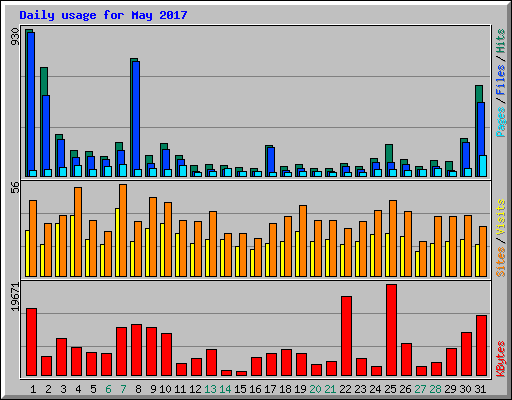 Daily usage for May 2017
930
Pages / Files / Hits
56
Sites / Visits
19671
KBytes
1 2 3 4 5 6 7 8 9 10 11 12 13 14 15 16 17 18 19 20 21 22 23 24 25 26 27 28 29 30 31